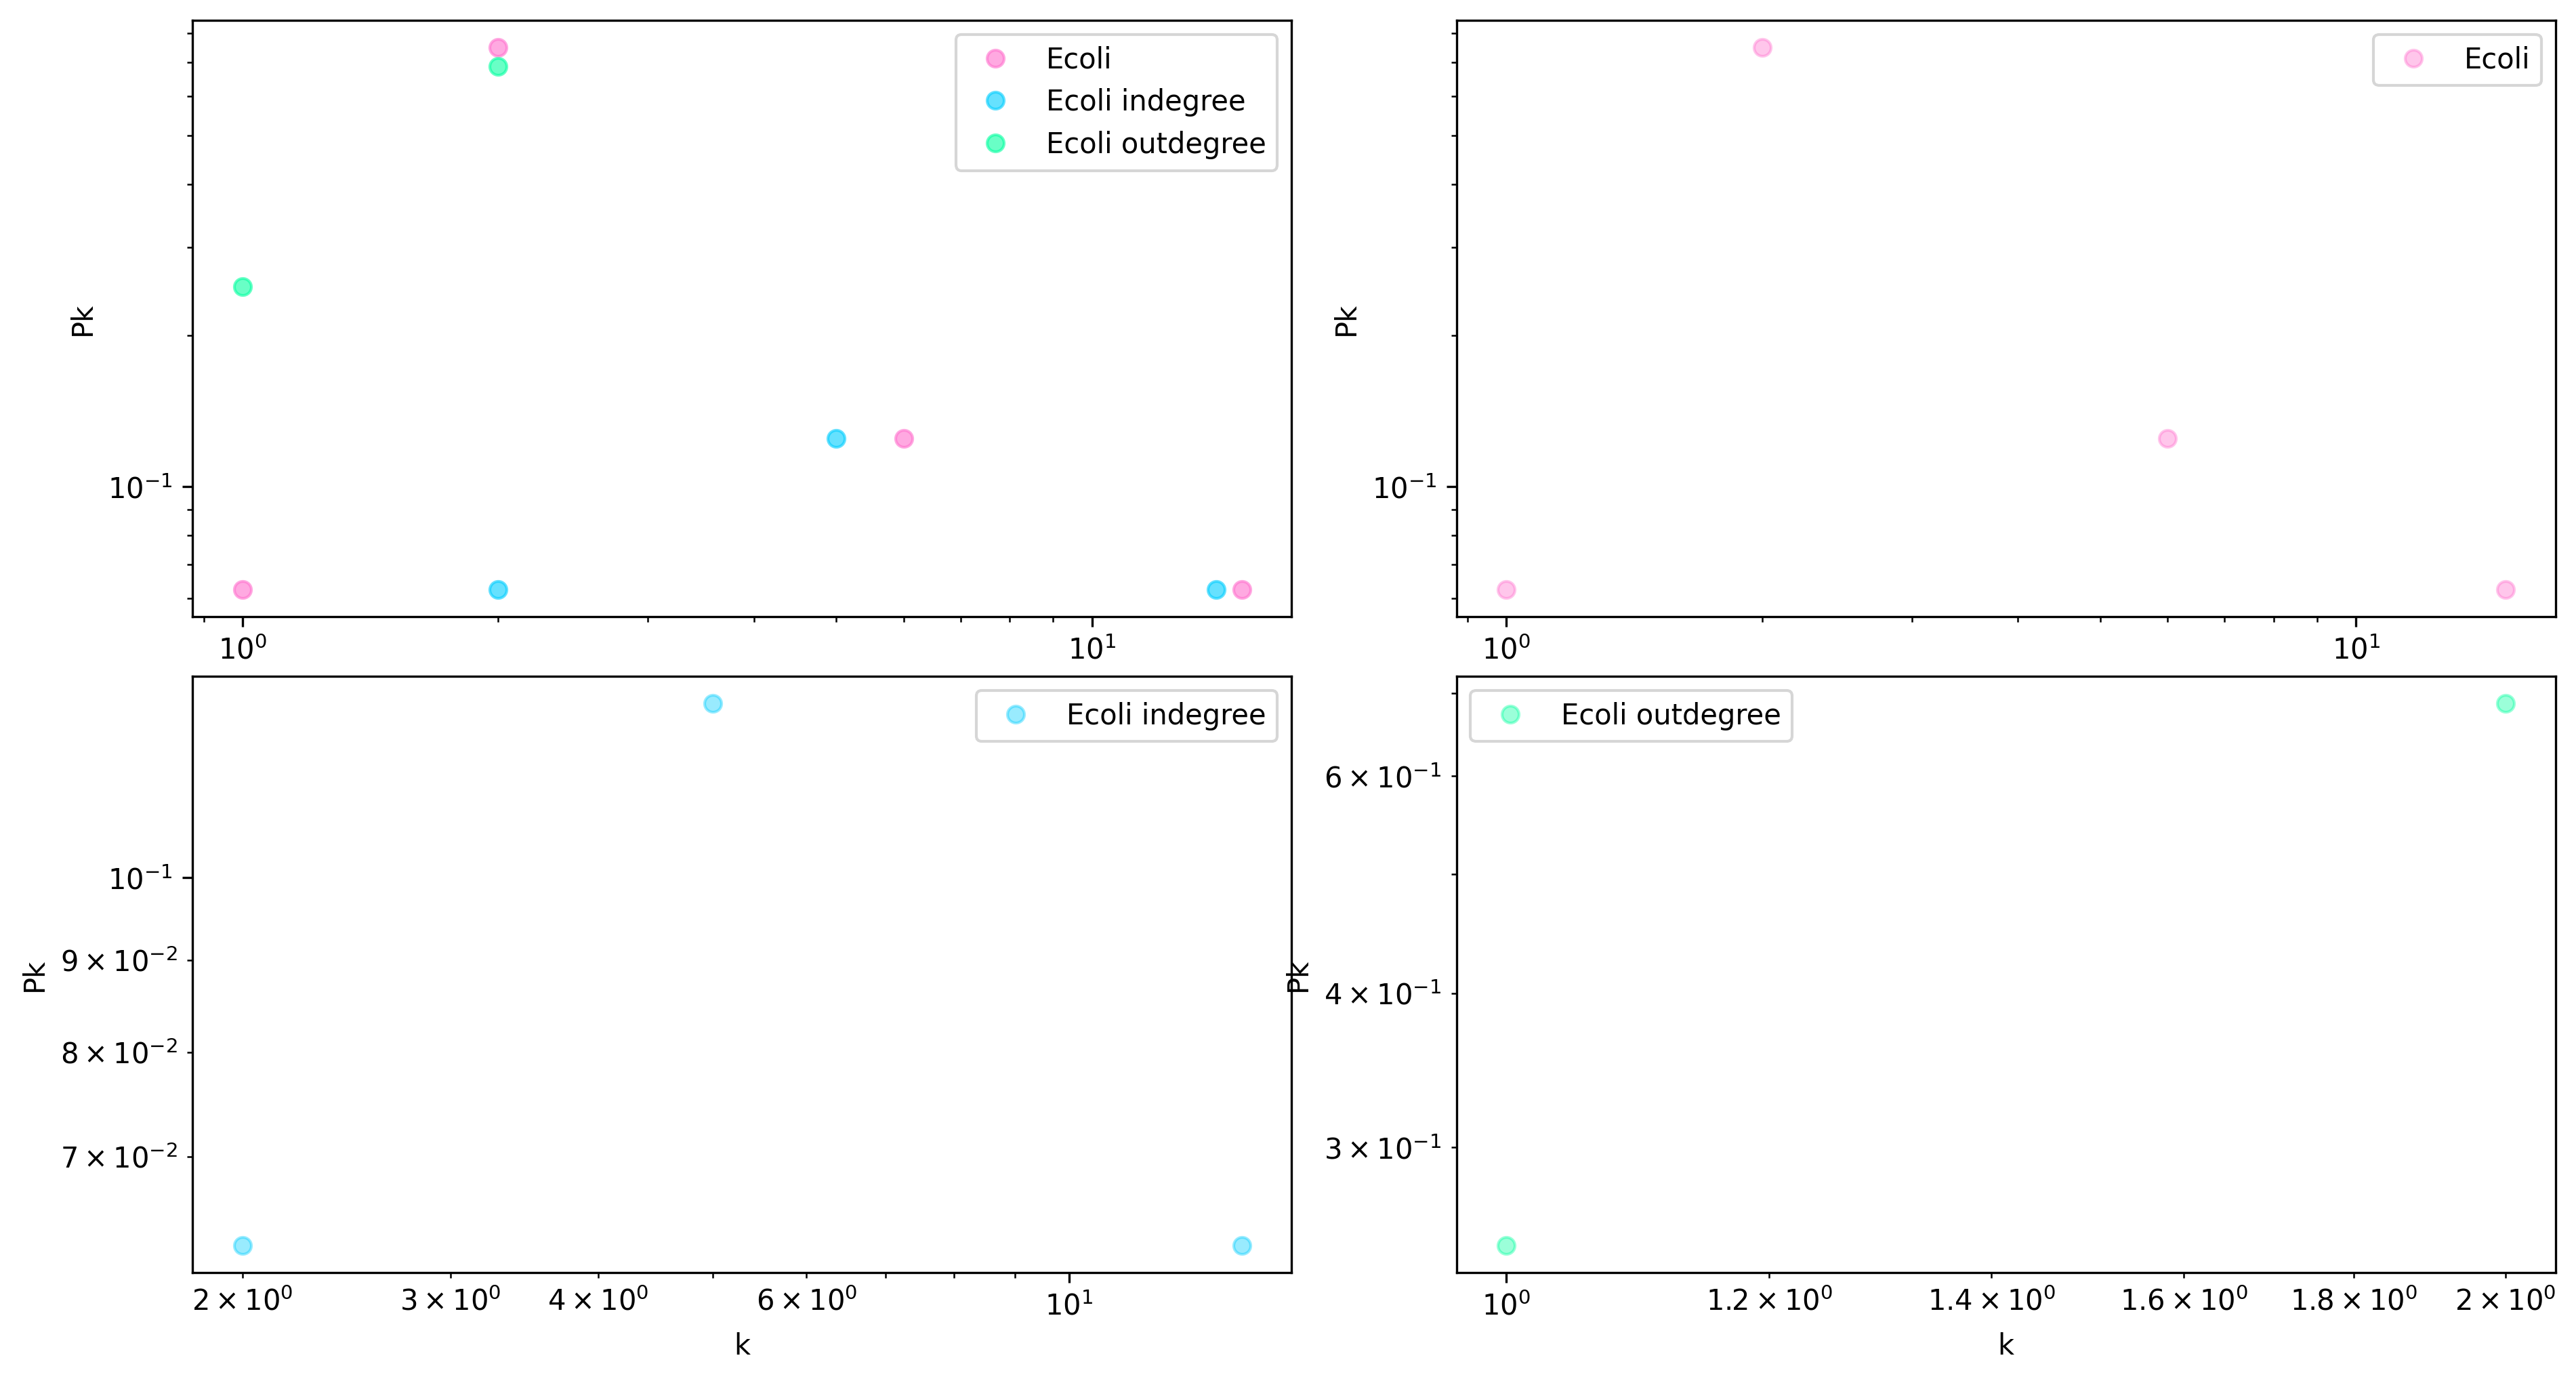 Ecoli
Ecoli indegree
Ecoli outdegree
Pk
10⁻¹
10⁰ 10¹
Ecoli
Pk
10⁻¹
10⁰ 10¹
Ecoli indegree
Pk
10⁻¹
9 × 10⁻²
8 × 10⁻²
7 × 10⁻²
2 × 10⁰ 3 × 10⁰ 4 × 10⁰ 6 × 10⁰ 10¹
k
Ecoli outdegree
Pk
6 × 10⁻¹
4 × 10⁻¹
3 × 10⁻¹
10⁰ 1.2 × 10⁰ 1.4 × 10⁰ 1.6 × 10⁰ 1.8 × 10⁰ 2 × 10⁰
k